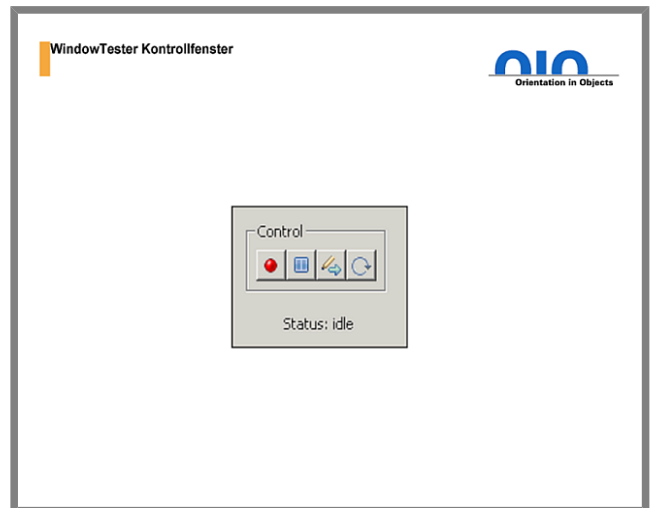 WindowTester Kontrollfenster
Orientation in Objects
Control
Status: idle